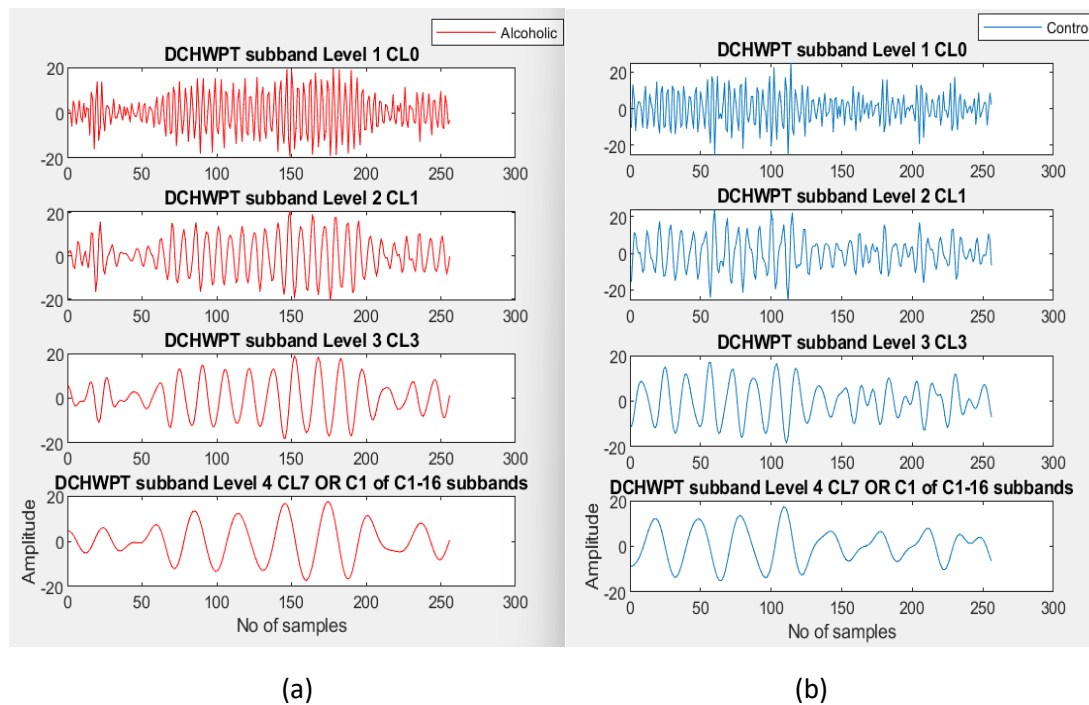 Alcoholic
DCHWPT subband Level 1 CL0
20
0
-20
0 50 100 150 200 250 300
DCHWPT subband Level 2 CL1
20
0
-20
0 50 100 150 200 250 300
DCHWPT subband Level 3 CL3
20
0
-20
0 50 100 150 200 250 300
DCHWPT subband Level 4 CL7 OR C1 of C1-16 subbands
20
0
-20
Amplitude
0 50 100 150 200 250 300
No of samples
(a)
Contro
DCHWPT subband Level 1 CL0
20
0
-20
0 50 100 150 200 250 300
DCHWPT subband Level 2 CL1
20
0
-20
0 50 100 150 200 250 300
DCHWPT subband Level 3 CL3
20
0
-20
0 50 100 150 200 250 300
DCHWPT subband Level 4 CL7 OR C1 of C1-16 subbands
20
0
-20
Amplitude
0 50 100 150 200 250 300
No of samples
(b)